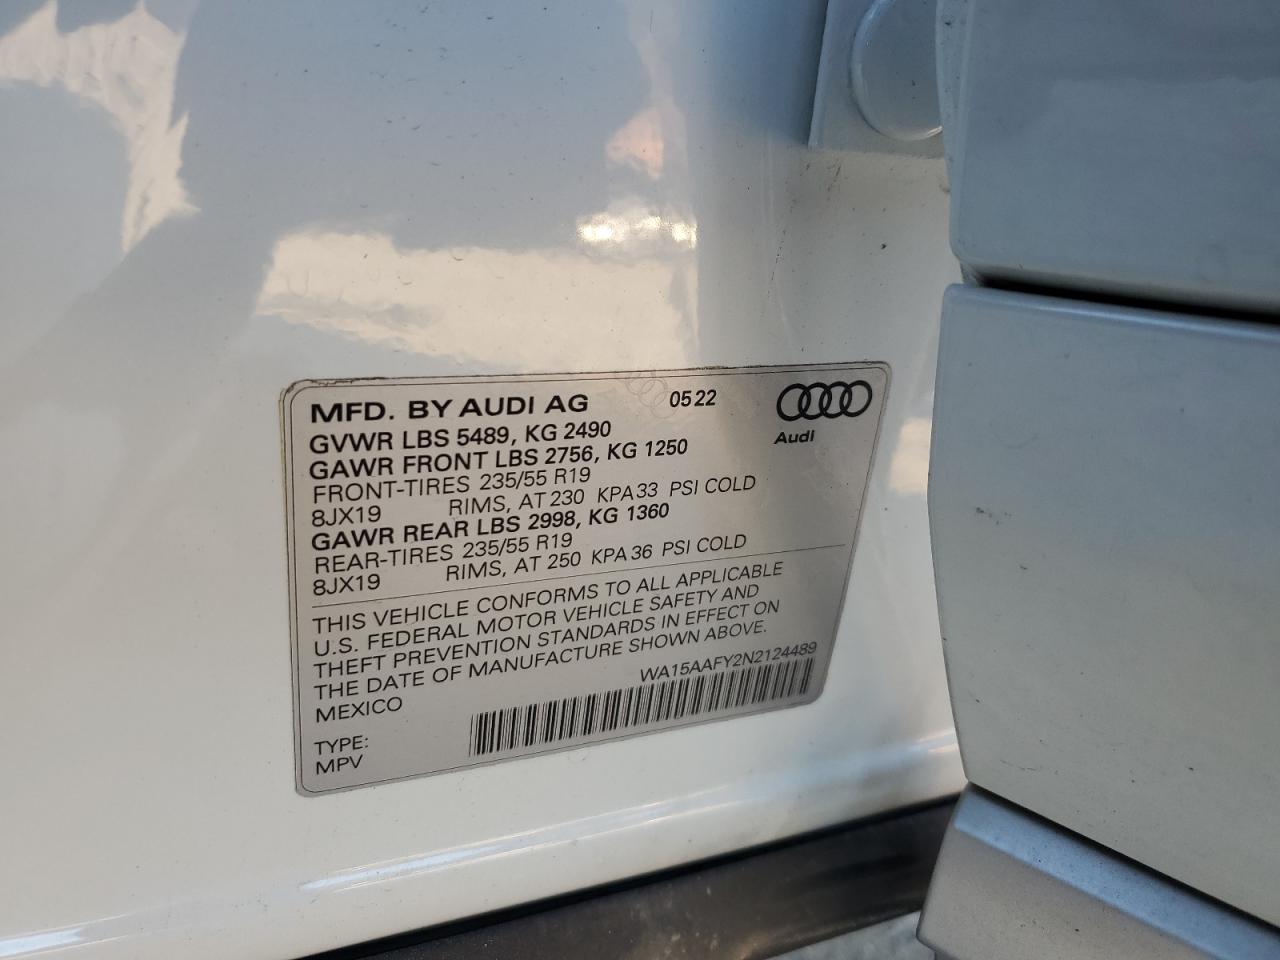 MFD. BY AUDI AG 0522
Audi
GVWR LBS 5489, KG 2490
GAWR FRONT LBS 2756, KG 1250
FRONT-TIRES 235/55 R19
8JX19 RIMS, AT 230 KPA 33 PSI COLD
GAWR REAR LBS 2998, KG 1360
REAR-TIRES 235/55 R19
8JX19 RIMS, AT 250 KPA 36 PSI COLD
THIS VEHICLE CONFORMS TO ALL APPLICABLE
U.S. FEDERAL MOTOR VEHICLE SAFETY AND
THEFT PREVENTION STANDARDS IN EFFECT ON
THE DATE OF MANUFACTURE SHOWN ABOVE.
MEXICO WA15AAFY2N2124489
TYPE:
MPV